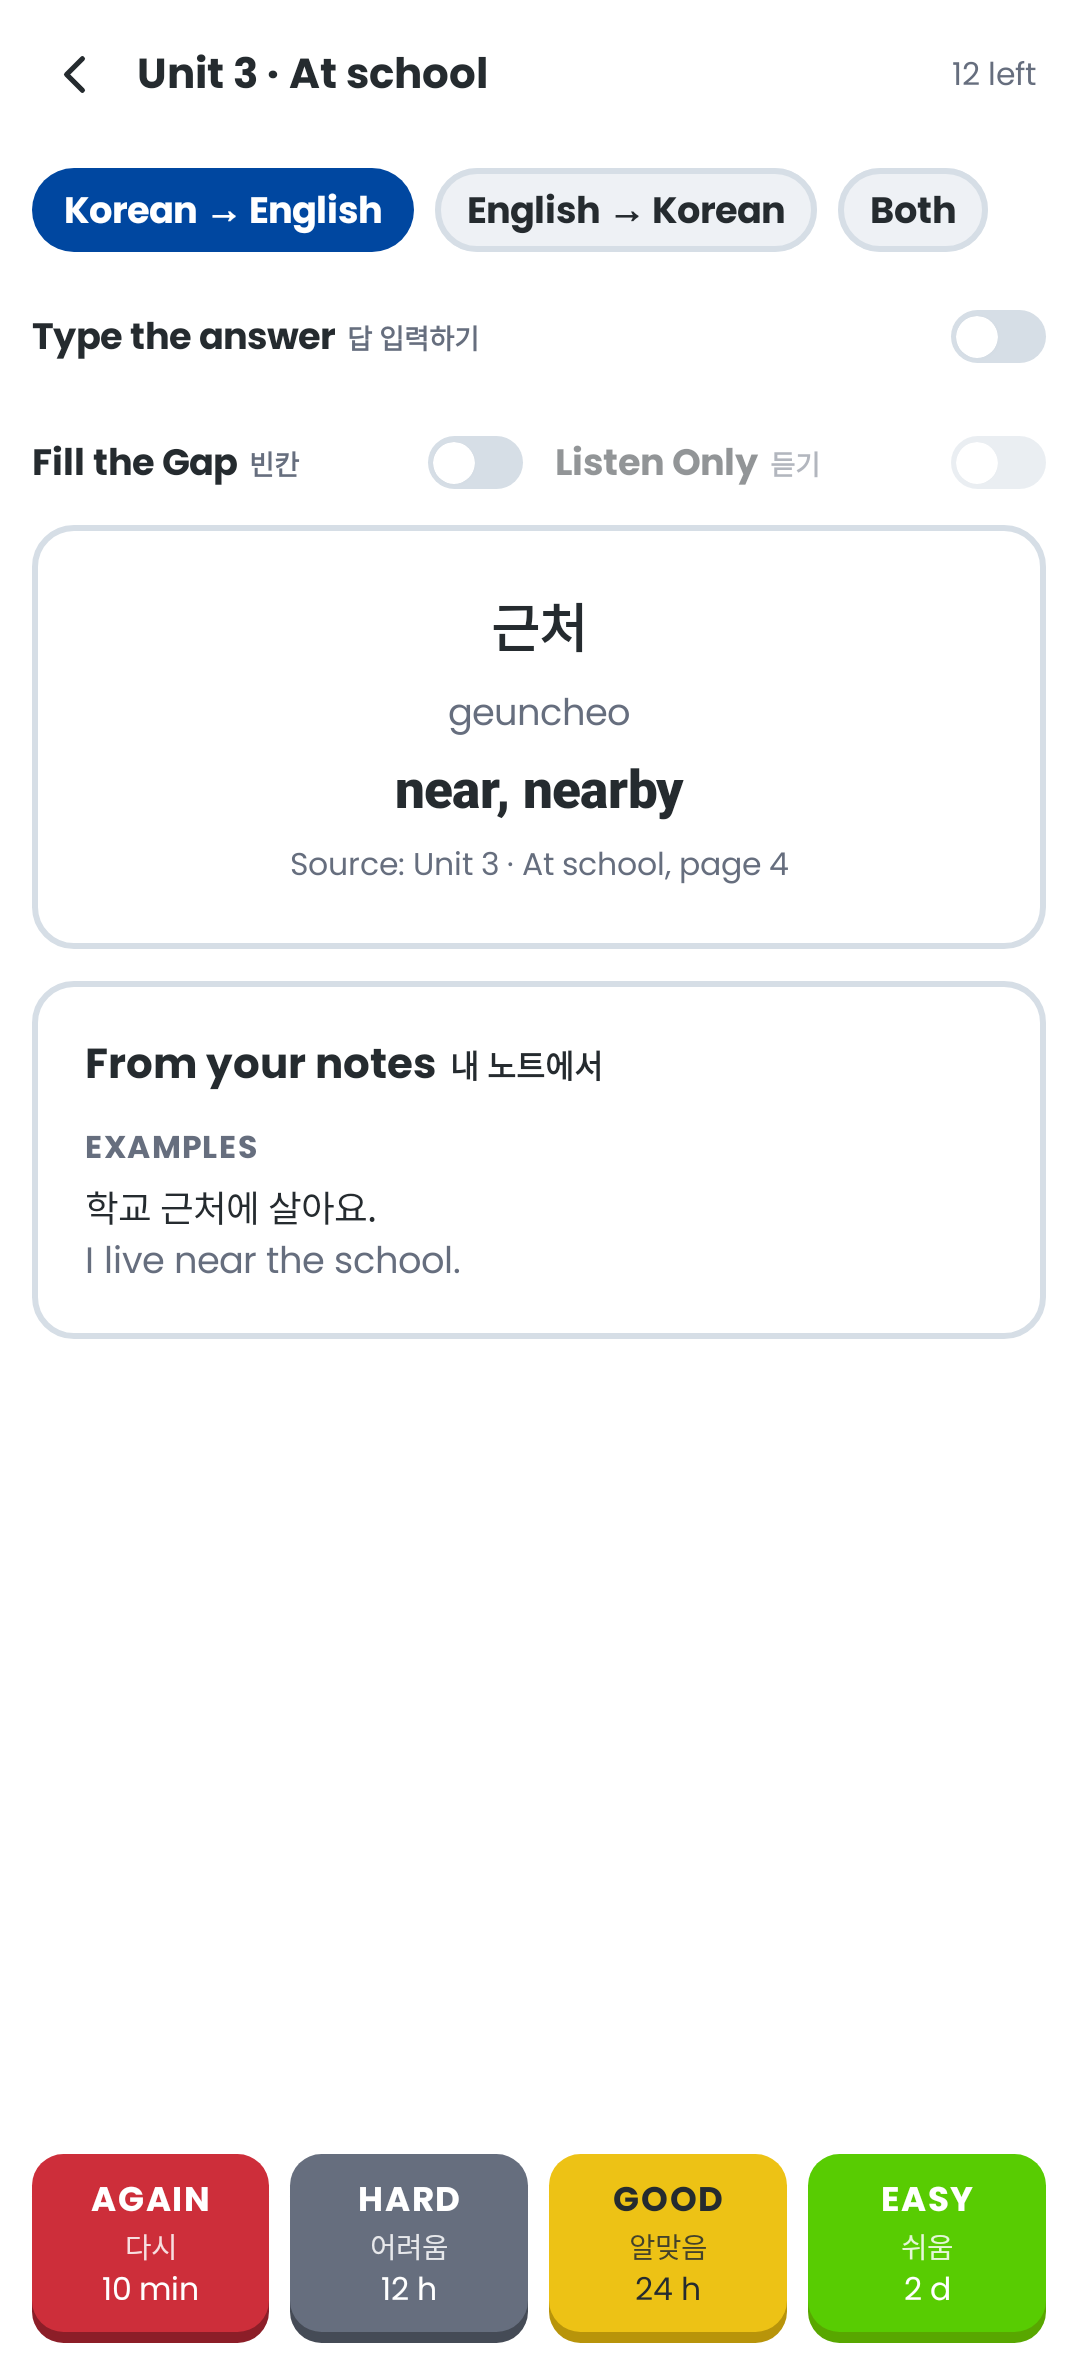 Unit 3 · At school
12 left
Korean → English
English → Korean
Both
Type the answer 답 입력하기
Fill the Gap 빈칸
Listen Only 듣기
근처
geuncheo
near, nearby
Source: Unit 3 · At school, page 4
From your notes 내 노트에서
EXAMPLES
학교 근처에 살아요.
I live near the school.
AGAIN
다시
10 min
HARD
어려움
12 h
GOOD
알맞음
24 h
EASY
쉬움
2 d